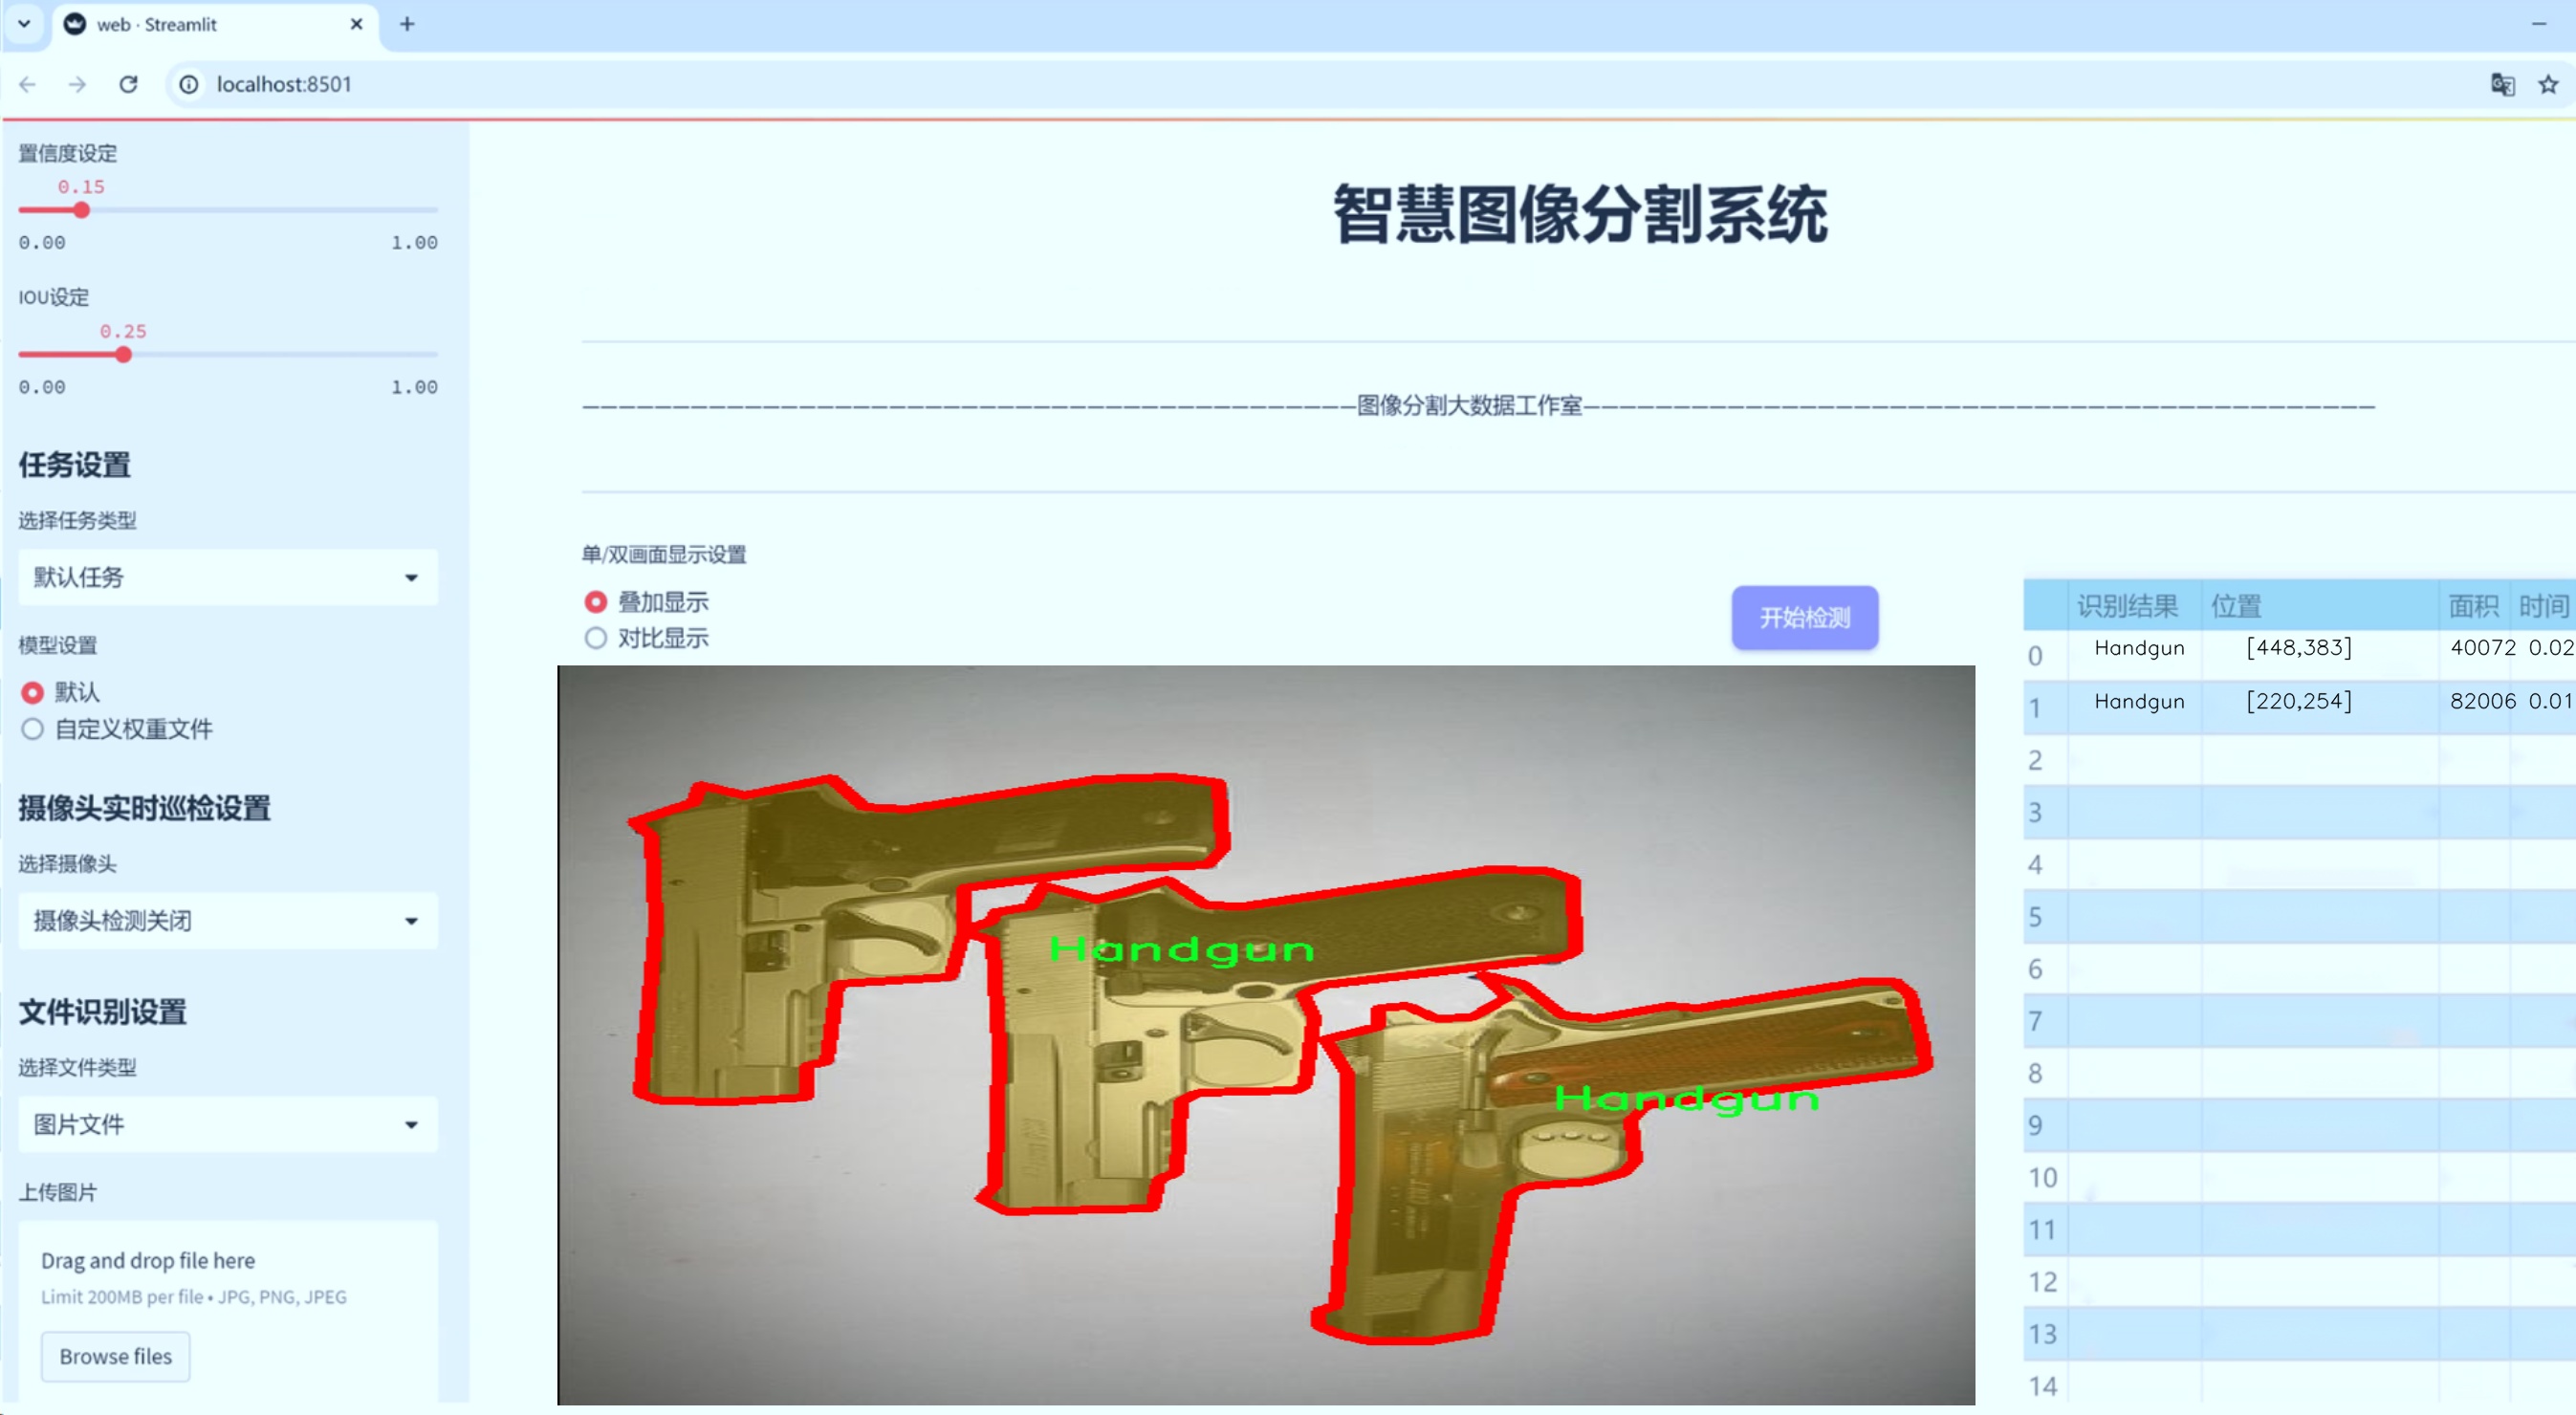 web · Streamlit
localhost:8501
置信度设定
0.15
0.00 1.00
IOU设定
0.25
0.00 1.00
任务设置
选择任务类型
默认任务
模型设置
默认
自定义权重文件
摄像头实时巡检设置
选择摄像头
摄像头检测关闭
文件识别设置
选择文件类型
图片文件
上传图片
Drag and drop file here
Limit 200MB per file • JPG, PNG, JPEG
Browse files
智慧图像分割系统
———————————————————————————————————————————图像分割大数据工作室————————————————————————————————————————————
单/双画面显示设置
叠加显示
对比显示
开始检测
Handgun
Handgun
识别结果 位置 面积 时间
0 Handgun [448,383] 40072 0.02
1 Handgun [220,254] 82006 0.01
2
3
4
5
6
7
8
9
10
11
12
13
14